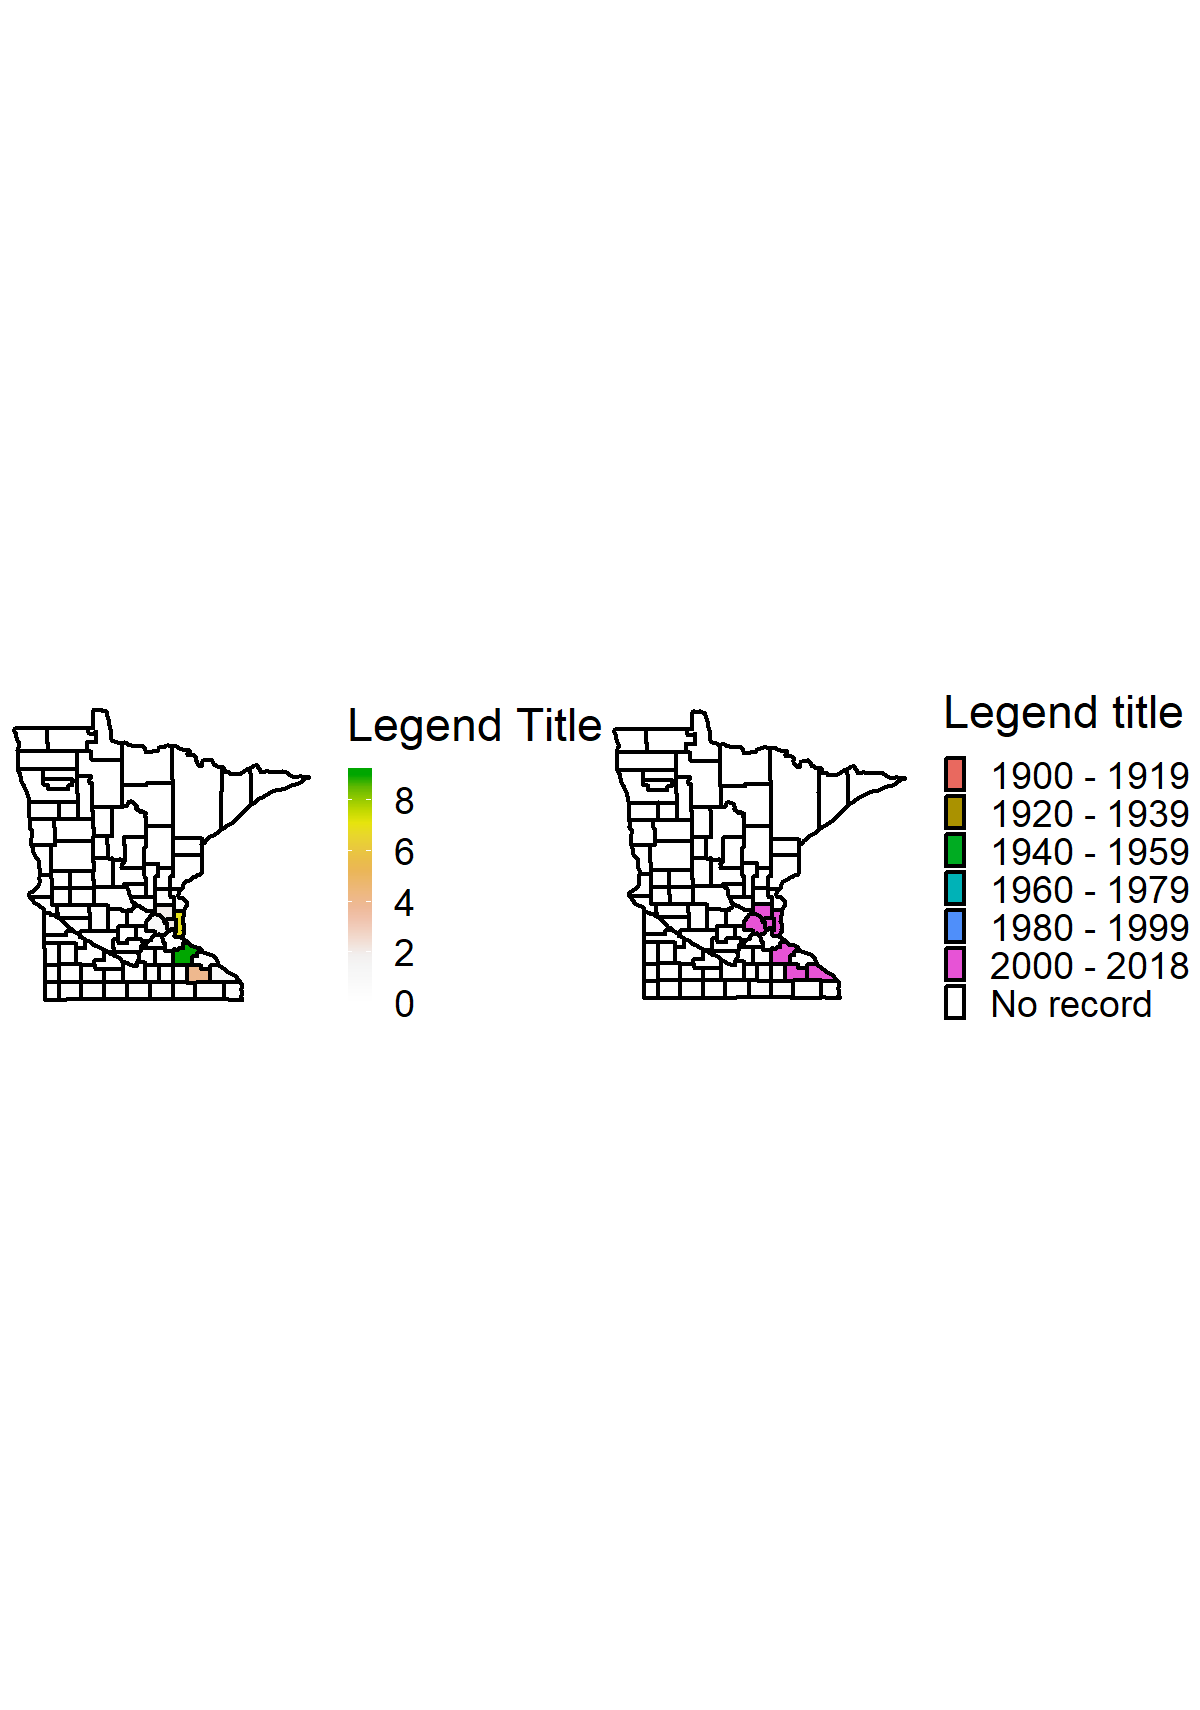 Legend Title
8
6
4
2
0
Legend title
1900 - 1919
1920 - 1939
1940 - 1959
1960 - 1979
1980 - 1999
2000 - 2018
No record